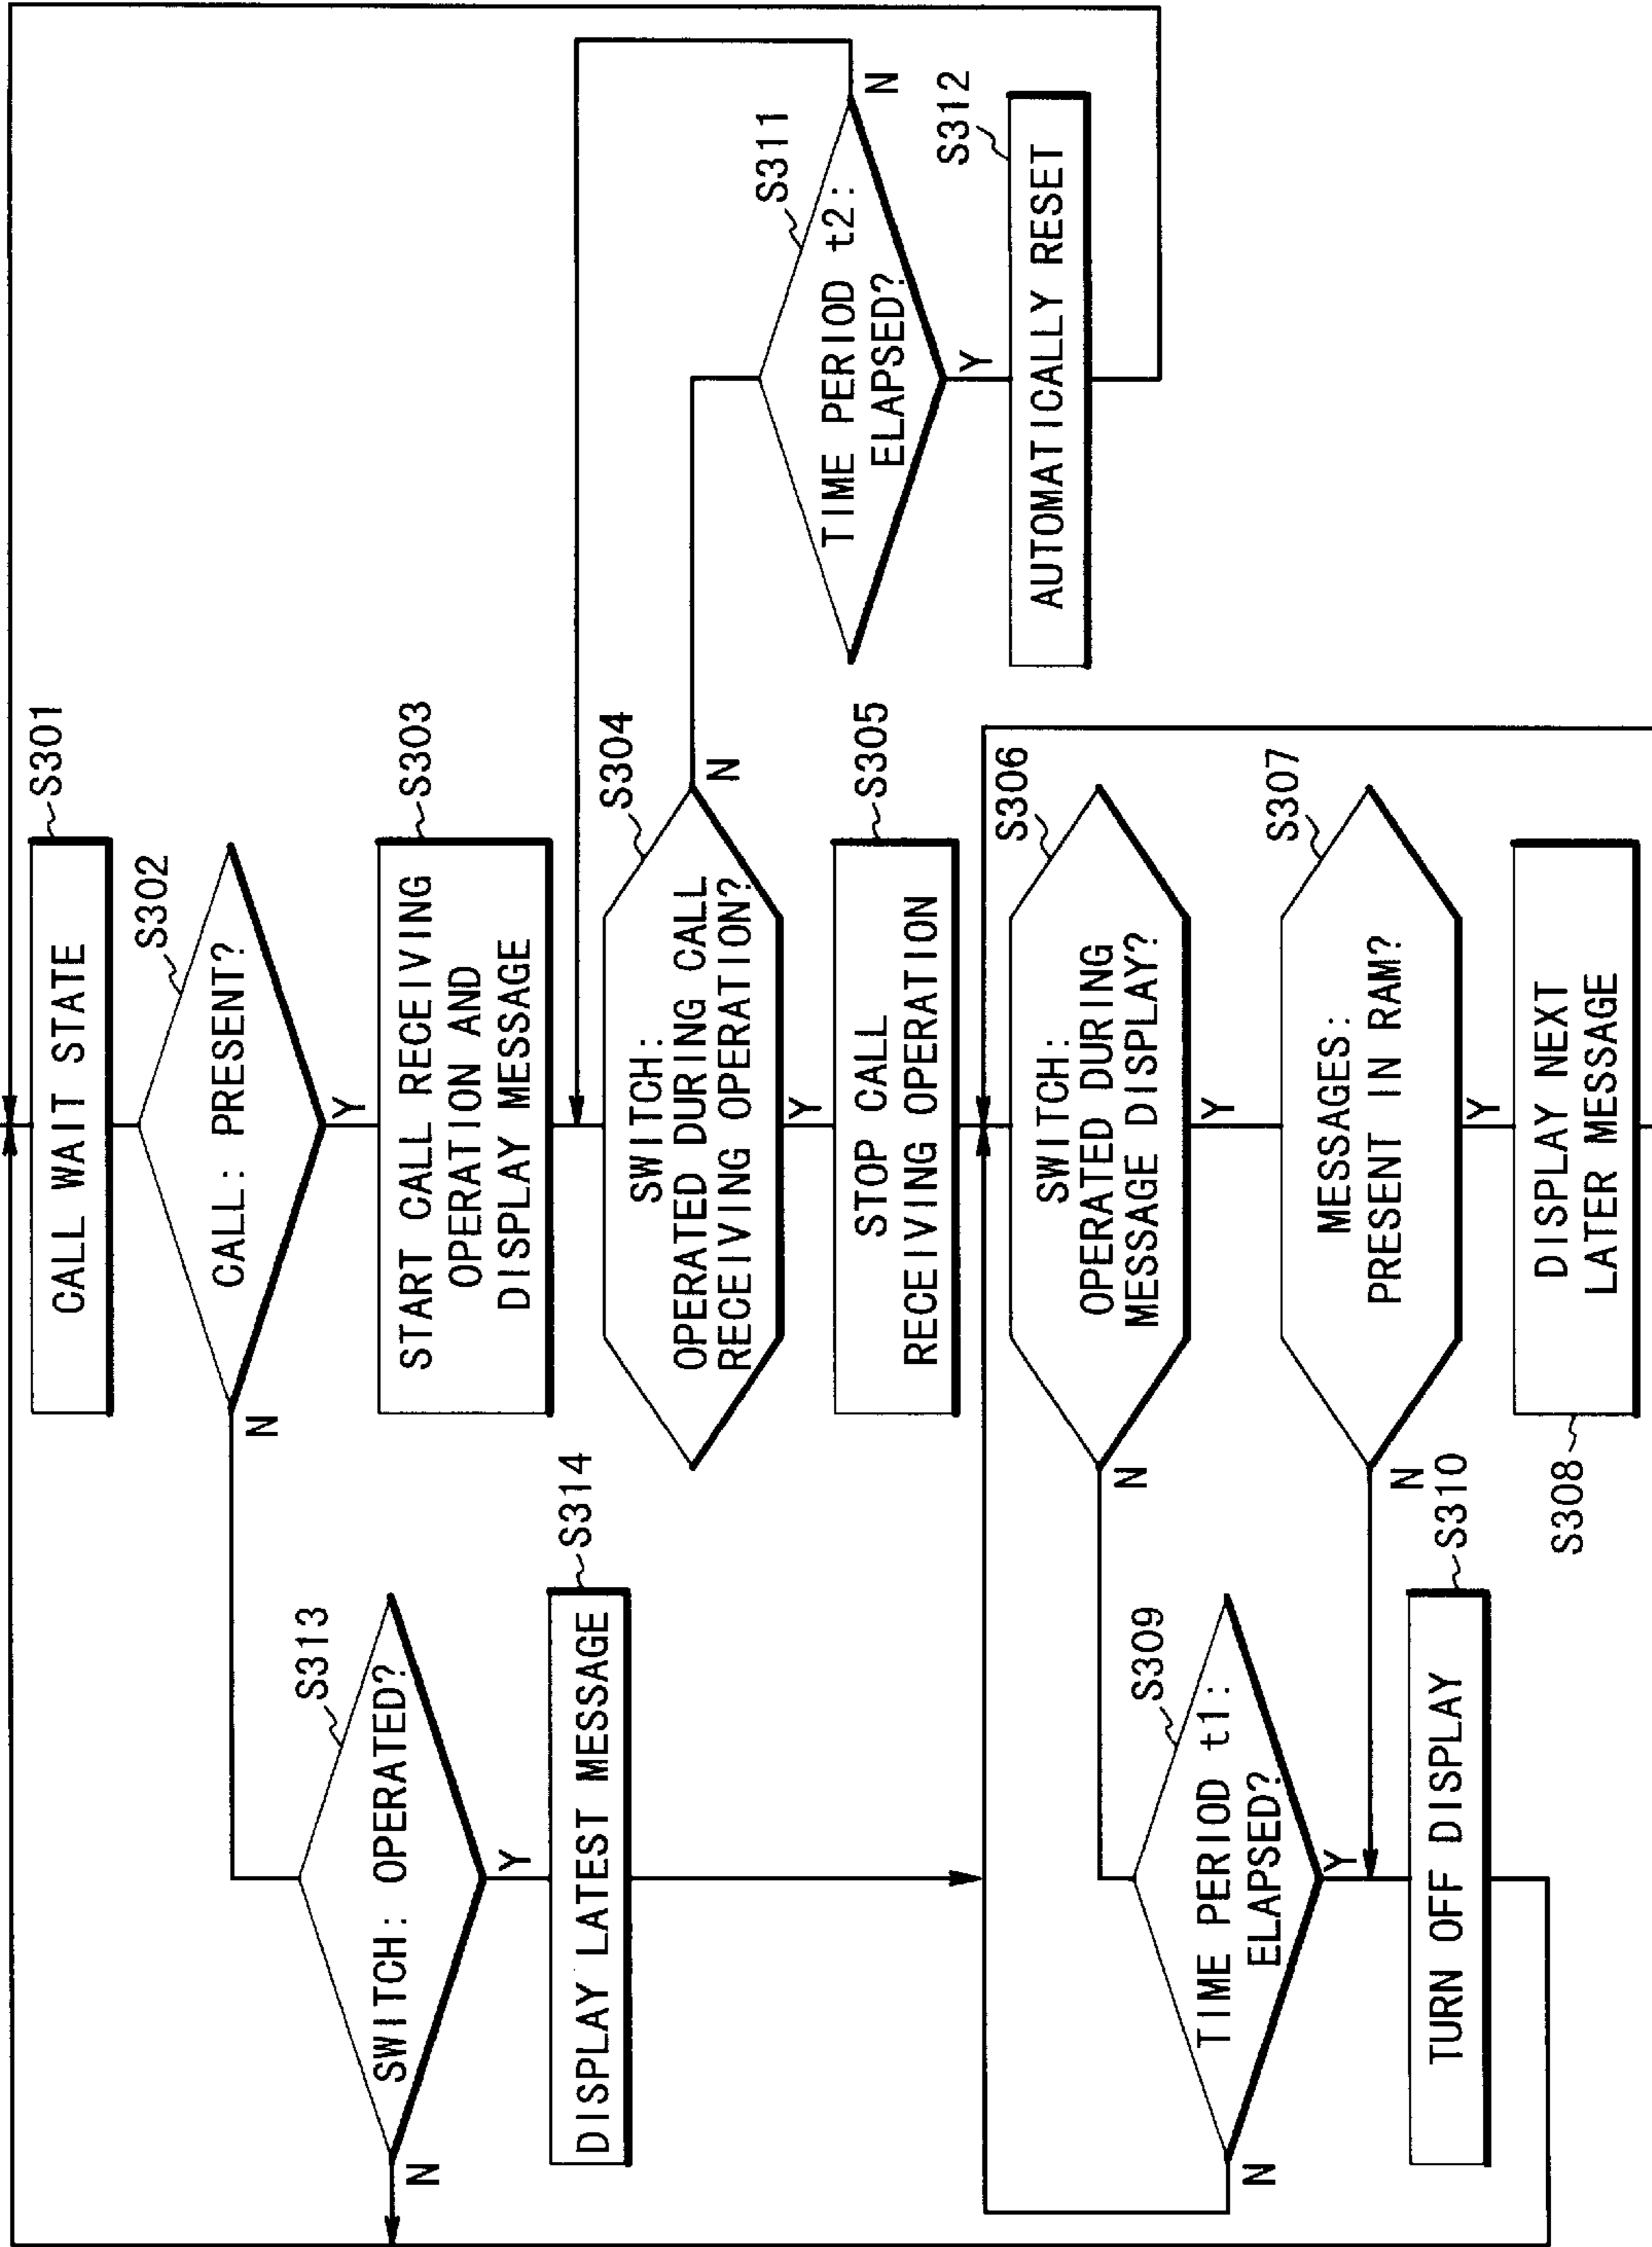 CALL WAIT STATE
S301
CALL: PRESENT?
S302
N
Y
START CALL RECEIVING
OPERATION AND
DISPLAY MESSAGE
S303
SWITCH: OPERATED?
S313
N
Y
DISPLAY LATEST MESSAGE
S314
SWITCH:
OPERATED DURING CALL
RECEIVING OPERATION?
S304
N
Y
TIME PERIOD t2:
ELAPSED?
S311
N
Y
AUTOMATICALLY RESET
S312
STOP CALL
RECEIVING OPERATION
S305
SWITCH:
OPERATED DURING
MESSAGE DISPLAY?
S306
N
Y
TIME PERIOD t1:
ELAPSED?
S309
N
Y
MESSAGES:
PRESENT IN RAM?
S307
N
Y
TURN OFF DISPLAY
S310
DISPLAY NEXT
LATER MESSAGE
S308